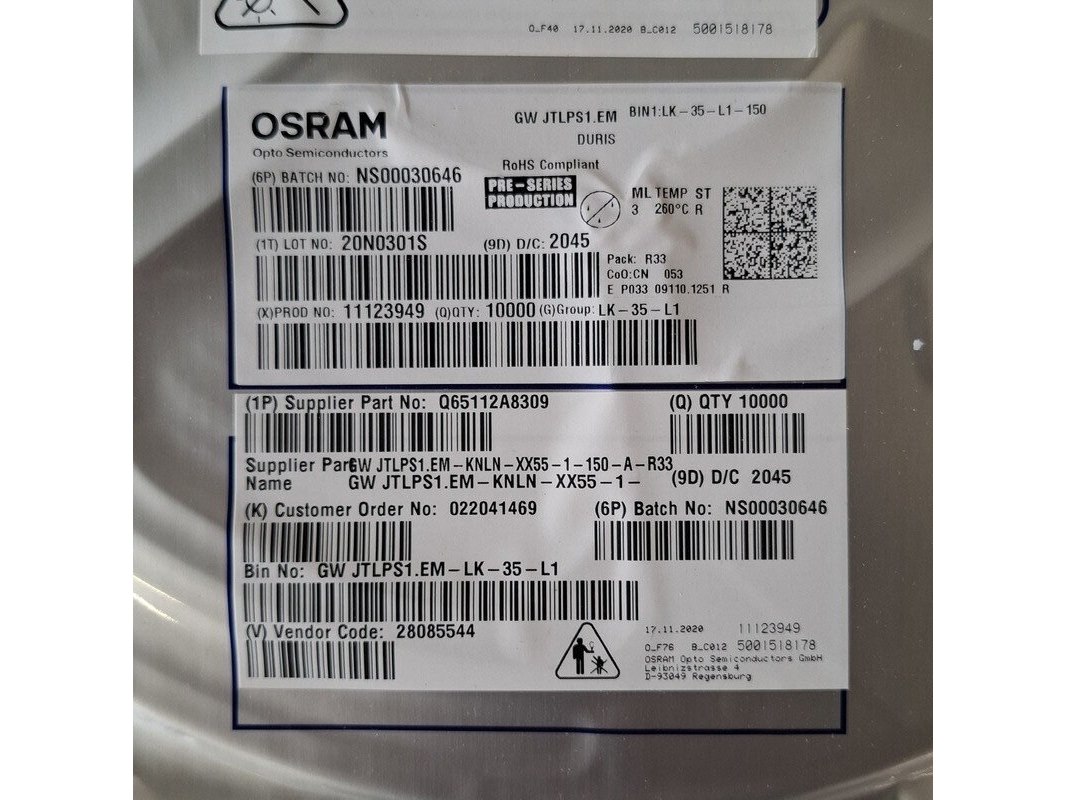 O_F40 17.11.2020 B_C012 5001518178
OSRAM
Opto Semiconductors
GW JTLPS1.EM BIN1:LK-35-L1-150
DURIS
RoHS Compliant
(6P) BATCH NO: NS00030646
PRE-SERIES
PRODUCTION
ML TEMP ST
3 260°C R
(1T) LOT NO: 20N0301S (9D) D/C: 2045
Pack: R33
CoO:CN 053
E P033 09110.1251 R
(X)PROD NO: 11123949 (Q)QTY: 10000 (G)Group: LK-35-L1
(1P) Supplier Part No: Q65112A8309 (Q) QTY 10000
Supplier Part GW JTLPS1.EM-KNLN-XX55-1-150-A-R33
Name GW JTLPS1.EM-KNLN-XX55-1- (9D) D/C 2045
(K) Customer Order No: 022041469 (6P) Batch No: NS00030646
Bin No: GW JTLPS1.EM-LK-35-L1
(V) Vendor Code: 28085544
17.11.2020 11123949
O_F76 B_C012 5001518178
OSRAM Opto Semiconductors GmbH
Leibnizstrasse 4
D-93049 Regensburg